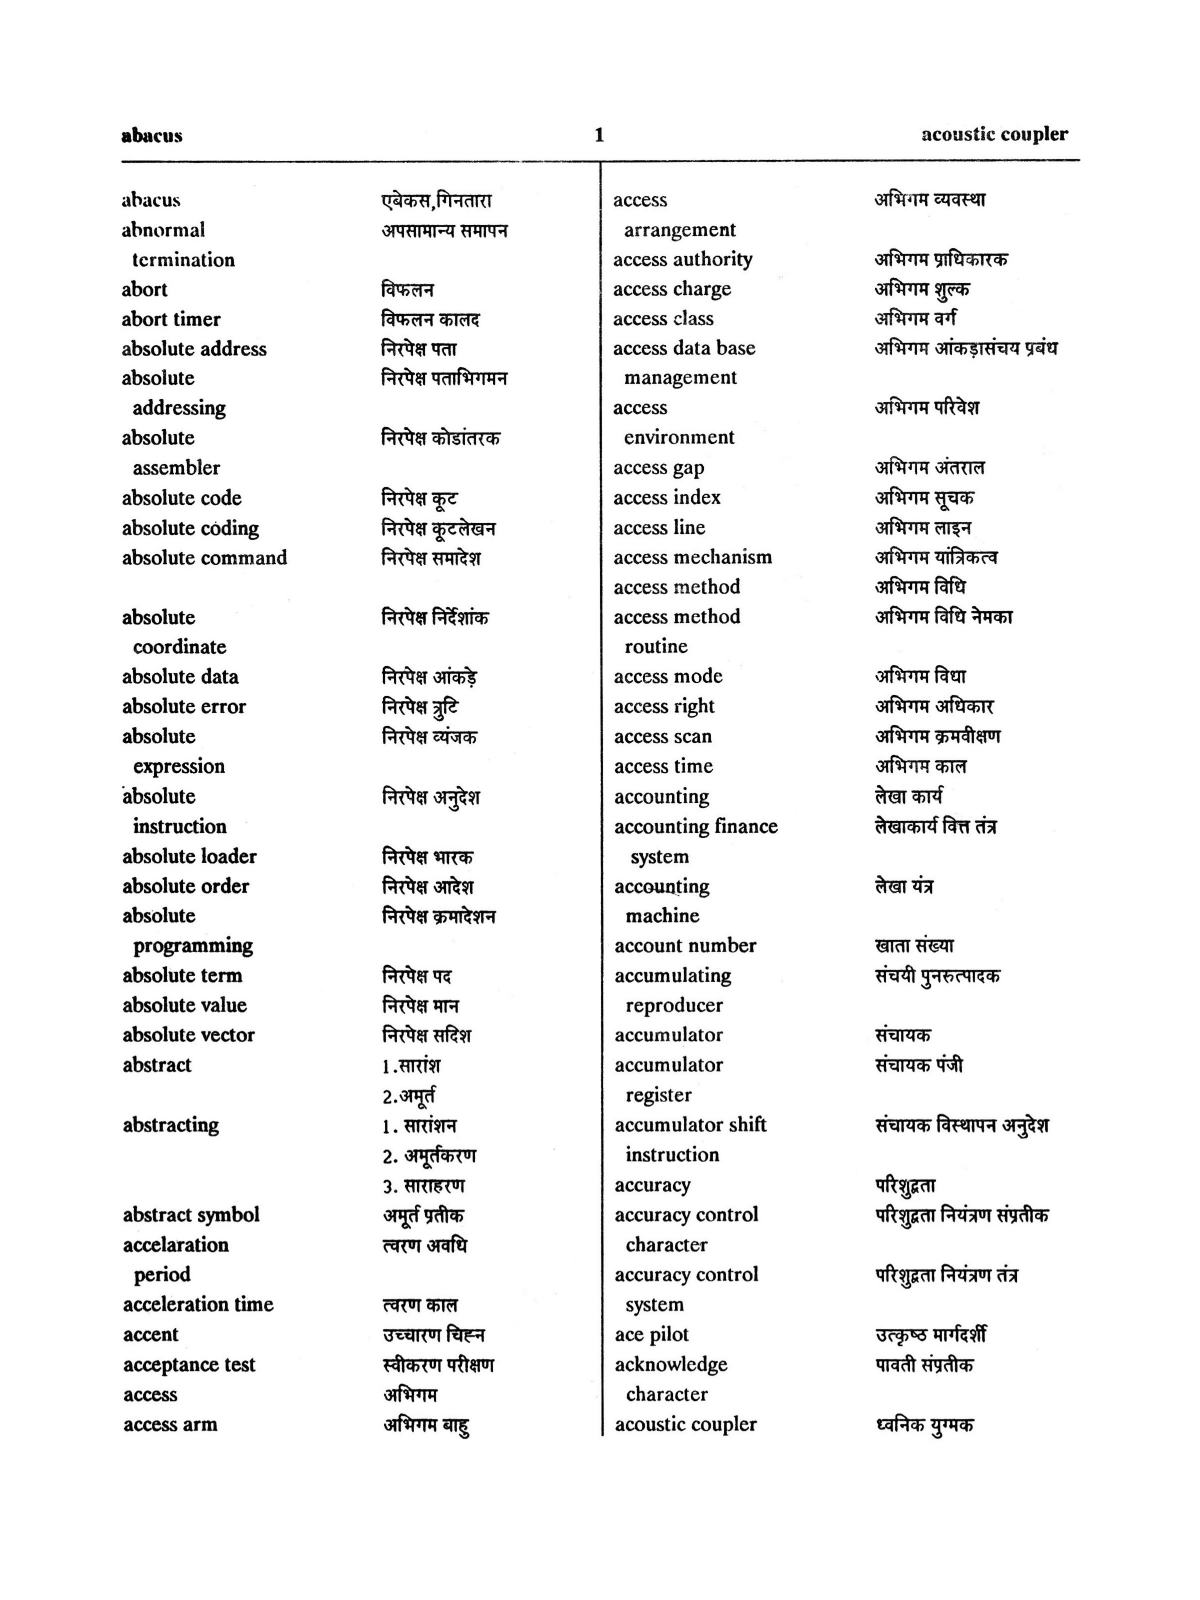 abacus 1 acoustic coupler
abacus एबेकस,गिनतारा
abnormal अपसामान्य समापन
termination
abort विफलन
abort timer विफलन कालद
absolute address निरपेक्ष पता
absolute निरपेक्ष पताभिगमन
addressing
absolute निरपेक्ष कोडांतरक
assembler
absolute code निरपेक्ष कूट
absolute coding निरपेक्ष कूटलेखन
absolute command निरपेक्ष समादेश
absolute निरपेक्ष निर्देशांक
coordinate
absolute data निरपेक्ष आंकड़े
absolute error निरपेक्ष त्रुटि
absolute निरपेक्ष व्यंजक
expression
absolute निरपेक्ष अनुदेश
instruction
absolute loader निरपेक्ष भारक
absolute order निरपेक्ष आदेश
absolute निरपेक्ष क्रमादेशन
programming
absolute term निरपेक्ष पद
absolute value निरपेक्ष मान
absolute vector निरपेक्ष सदिश
abstract 1.सारांश
2.अमूर्त
abstracting 1. सारांशन
2. अमूर्तकरण
3. साराहरण
abstract symbol अमूर्त प्रतीक
accelaration त्वरण अवधि
period
acceleration time त्वरण काल
accent उच्चारण चिह्न
acceptance test स्वीकरण परीक्षण
access अभिगम
access arm अभिगम बाहु
access अभिगम व्यवस्था
arrangement
access authority अभिगम प्राधिकारक
access charge अभिगम शुल्क
access class अभिगम वर्ग
access data base अभिगम आंकड़ासंचय प्रबंध
management
access अभिगम परिवेश
environment
access gap अभिगम अंतराल
access index अभिगम सूचक
access line अभिगम लाइन
access mechanism अभिगम यांत्रिकत्व
access method अभिगम विधि
access method अभिगम विधि नेमका
routine
access mode अभिगम विधा
access right अभिगम अधिकार
access scan अभिगम क्रमवीक्षण
access time अभिगम काल
accounting लेखा कार्य
accounting finance लेखाकार्य वित्त तंत्र
system
accounting लेखा यंत्र
machine
account number खाता संख्या
accumulating संचयी पुनरुत्पादक
reproducer
accumulator संचायक
accumulator संचायक पंजी
register
accumulator shift संचायक विस्थापन अनुदेश
instruction
accuracy परिशुद्वता
accuracy control परिशुद्वता नियंत्रण संप्रतीक
character
accuracy control परिशुद्वता नियंत्रण तंत्र
system
ace pilot उत्कृष्ठ मार्गदर्शी
acknowledge पावती संप्रतीक
character
acoustic coupler ध्वनिक युग्मक